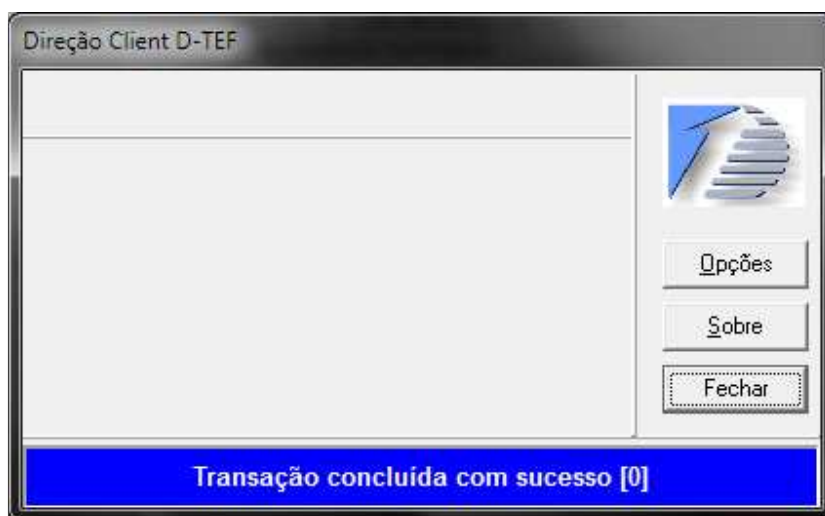 Direção Client D-TEF
Opções
Sobre
Fechar
Transação concluída com sucesso [0]